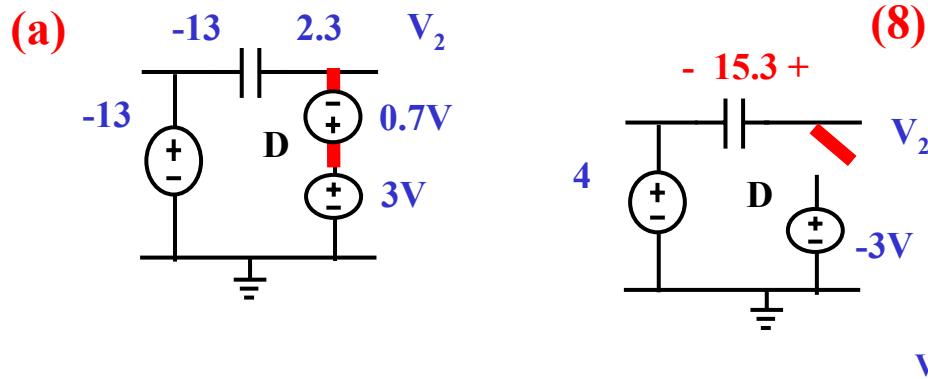 (a)
-13 2.3 V2
-13
- +
0.7V
D
+ -
3V
+ -
(8)
- 15.3 +
V2
4
+ -
D
+ -
-3V
V